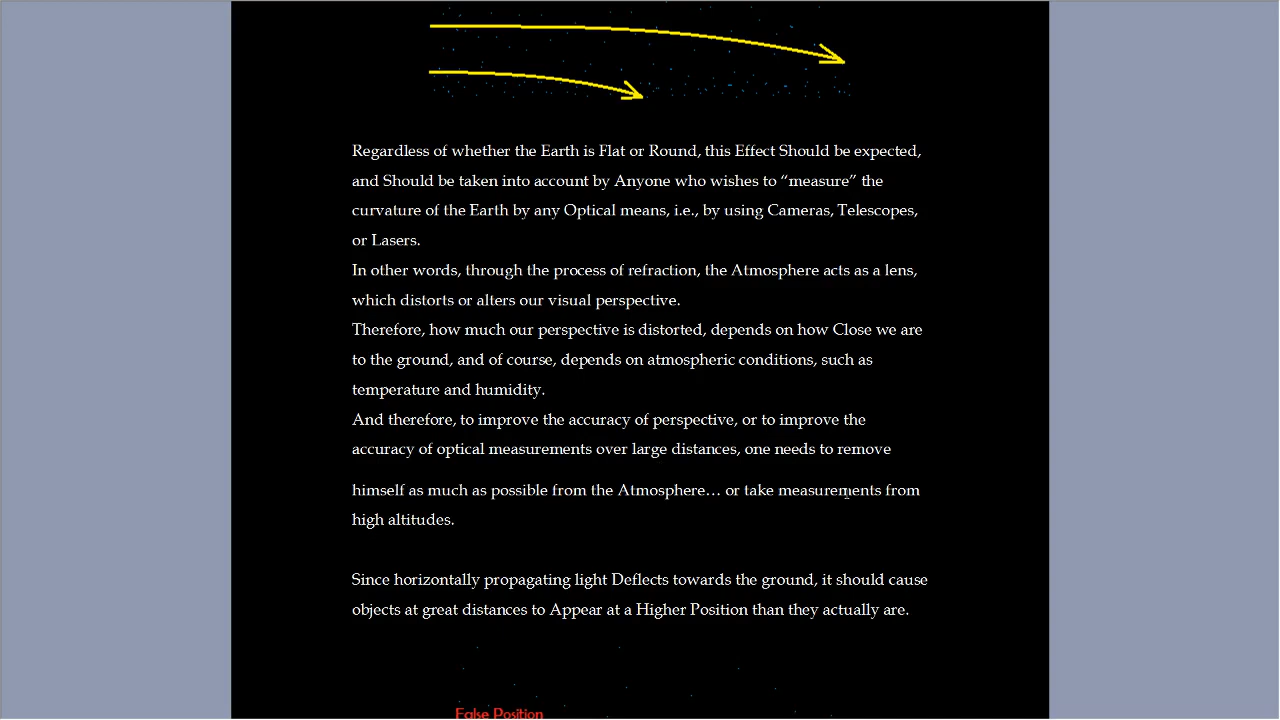 Regardless of whether the Earth is Flat or Round, this Effect Should be expected,
and Should be taken into account by Anyone who wishes to “measure” the
curvature of the Earth by any Optical means, i.e., by using Cameras, Telescopes,
or Lasers.
In other words, through the process of refraction, the Atmosphere acts as a lens,
which distorts or alters our visual perspective.
Therefore, how much our perspective is distorted, depends on how Close we are
to the ground, and of course, depends on atmospheric conditions, such as
temperature and humidity.
And therefore, to improve the accuracy of perspective, or to improve the
accuracy of optical measurements over large distances, one needs to remove
himself as much as possible from the Atmosphere… or take measurements from
high altitudes.
Since horizontally propagating light Deflects towards the ground, it should cause
objects at great distances to Appear at a Higher Position than they actually are.
False Position